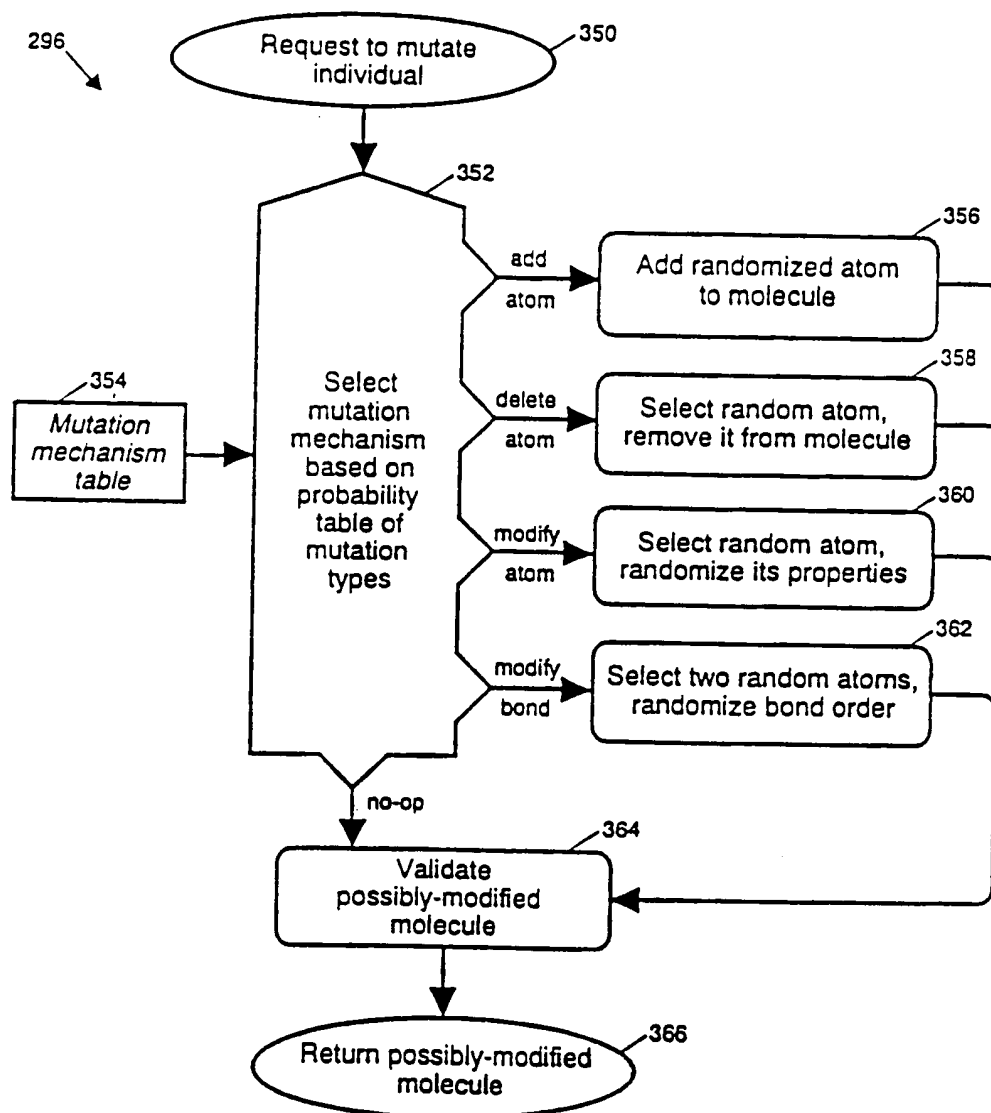 296
350
Request to mutate
individual
352
354
Mutation
mechanism
table
Select
mutation
mechanism
based on
probability
table of
mutation
types
add
atom
356
Add randomized atom
to molecule
delete
atom
358
Select random atom,
remove it from molecule
modify
atom
360
Select random atom,
randomize its properties
modify
bond
362
Select two random atoms,
randomize bond order
no-op
364
Validate
possibly-modified
molecule
366
Return possibly-modified
molecule